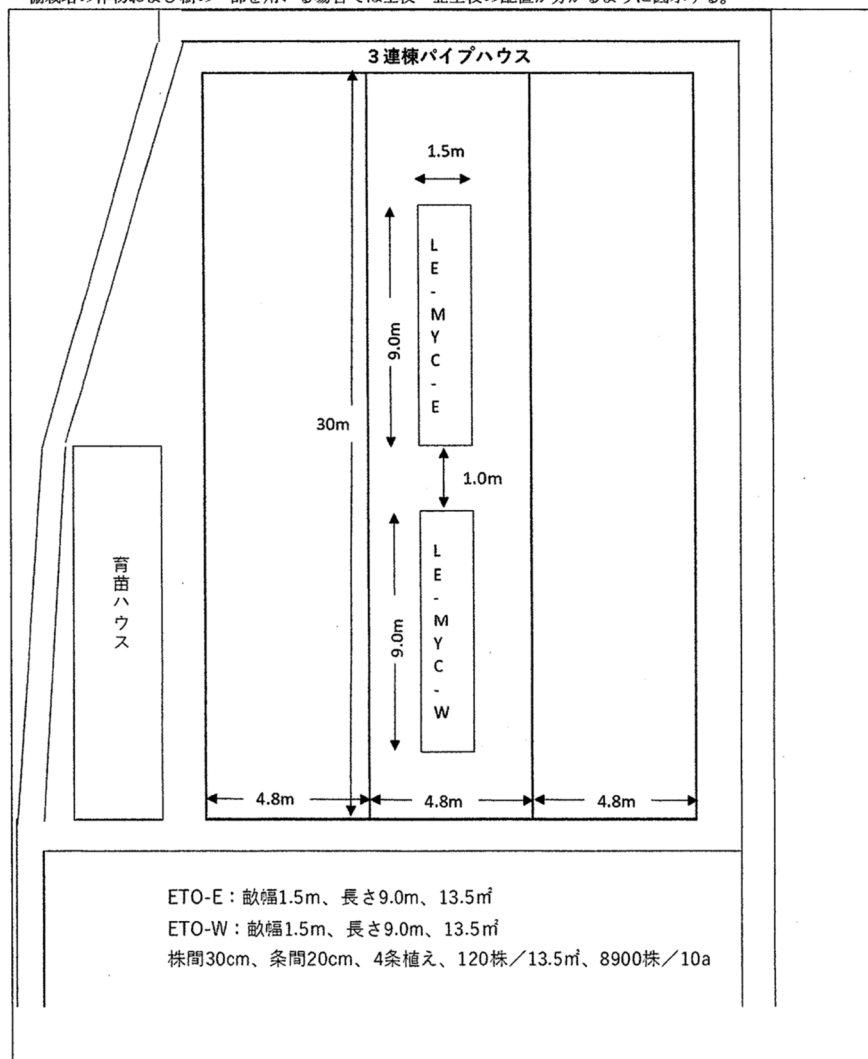 3連棟パイプハウス
1.5m
LE-MYC-E
9.0m
30m
1.0m
LE-MYC-W
9.0m
育苗ハウス
4.8m
4.8m
4.8m
ETO-E：畝幅1.5m、長さ9.0m、13.5㎡
ETO-W：畝幅1.5m、長さ9.0m、13.5㎡
株間30cm、条間20cm、4条植え、120株／13.5㎡、8900株／10a